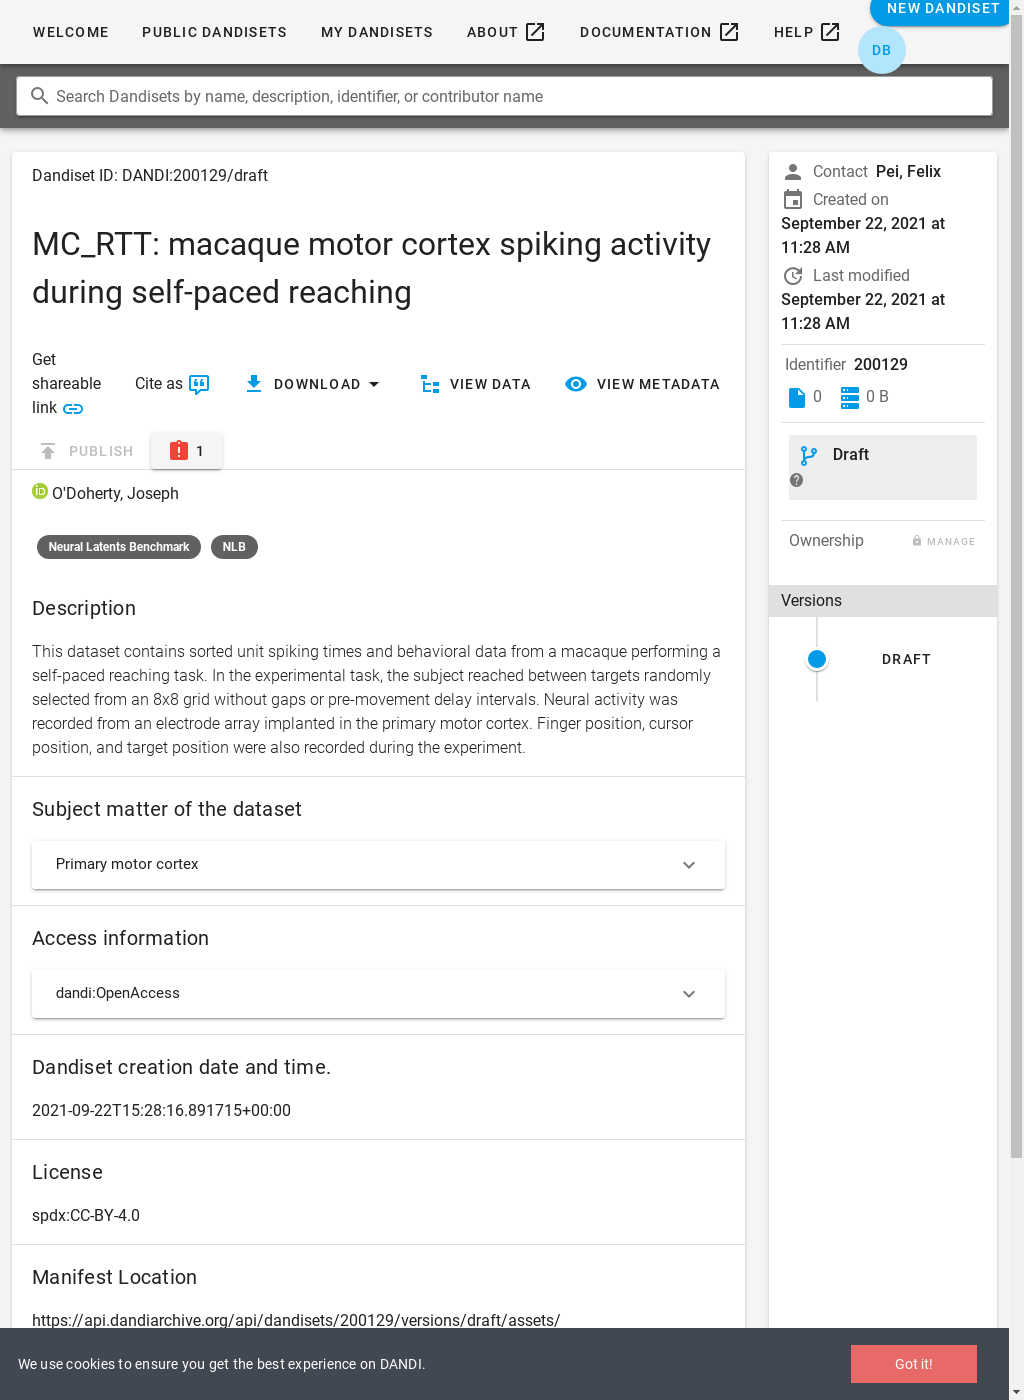 WELCOME PUBLIC DANDISETS MY DANDISETS ABOUT DOCUMENTATION HELP NEW DANDISET
DB
Search Dandisets by name, description, identifier, or contributor name
Dandiset ID: DANDI:200129/draft
MC_RTT: macaque motor cortex spiking activity
during self-paced reaching
Get
shareable
link
Cite as
DOWNLOAD
VIEW DATA
VIEW METADATA
PUBLISH
1
O'Doherty, Joseph
Neural Latents Benchmark NLB
Description
This dataset contains sorted unit spiking times and behavioral data from a macaque performing a
self-paced reaching task. In the experimental task, the subject reached between targets randomly
selected from an 8x8 grid without gaps or pre-movement delay intervals. Neural activity was
recorded from an electrode array implanted in the primary motor cortex. Finger position, cursor
position, and target position were also recorded during the experiment.
Subject matter of the dataset
Primary motor cortex
Access information
dandi:OpenAccess
Dandiset creation date and time.
2021-09-22T15:28:16.891715+00:00
License
spdx:CC-BY-4.0
Manifest Location
https://api.dandiarchive.org/api/dandisets/200129/versions/draft/assets/
Contact Pei, Felix
Created on
September 22, 2021 at
11:28 AM
Last modified
September 22, 2021 at
11:28 AM
Identifier 200129
0 0 B
Draft
Ownership MANAGE
Versions
DRAFT
We use cookies to ensure you get the best experience on DANDI.
Got it!